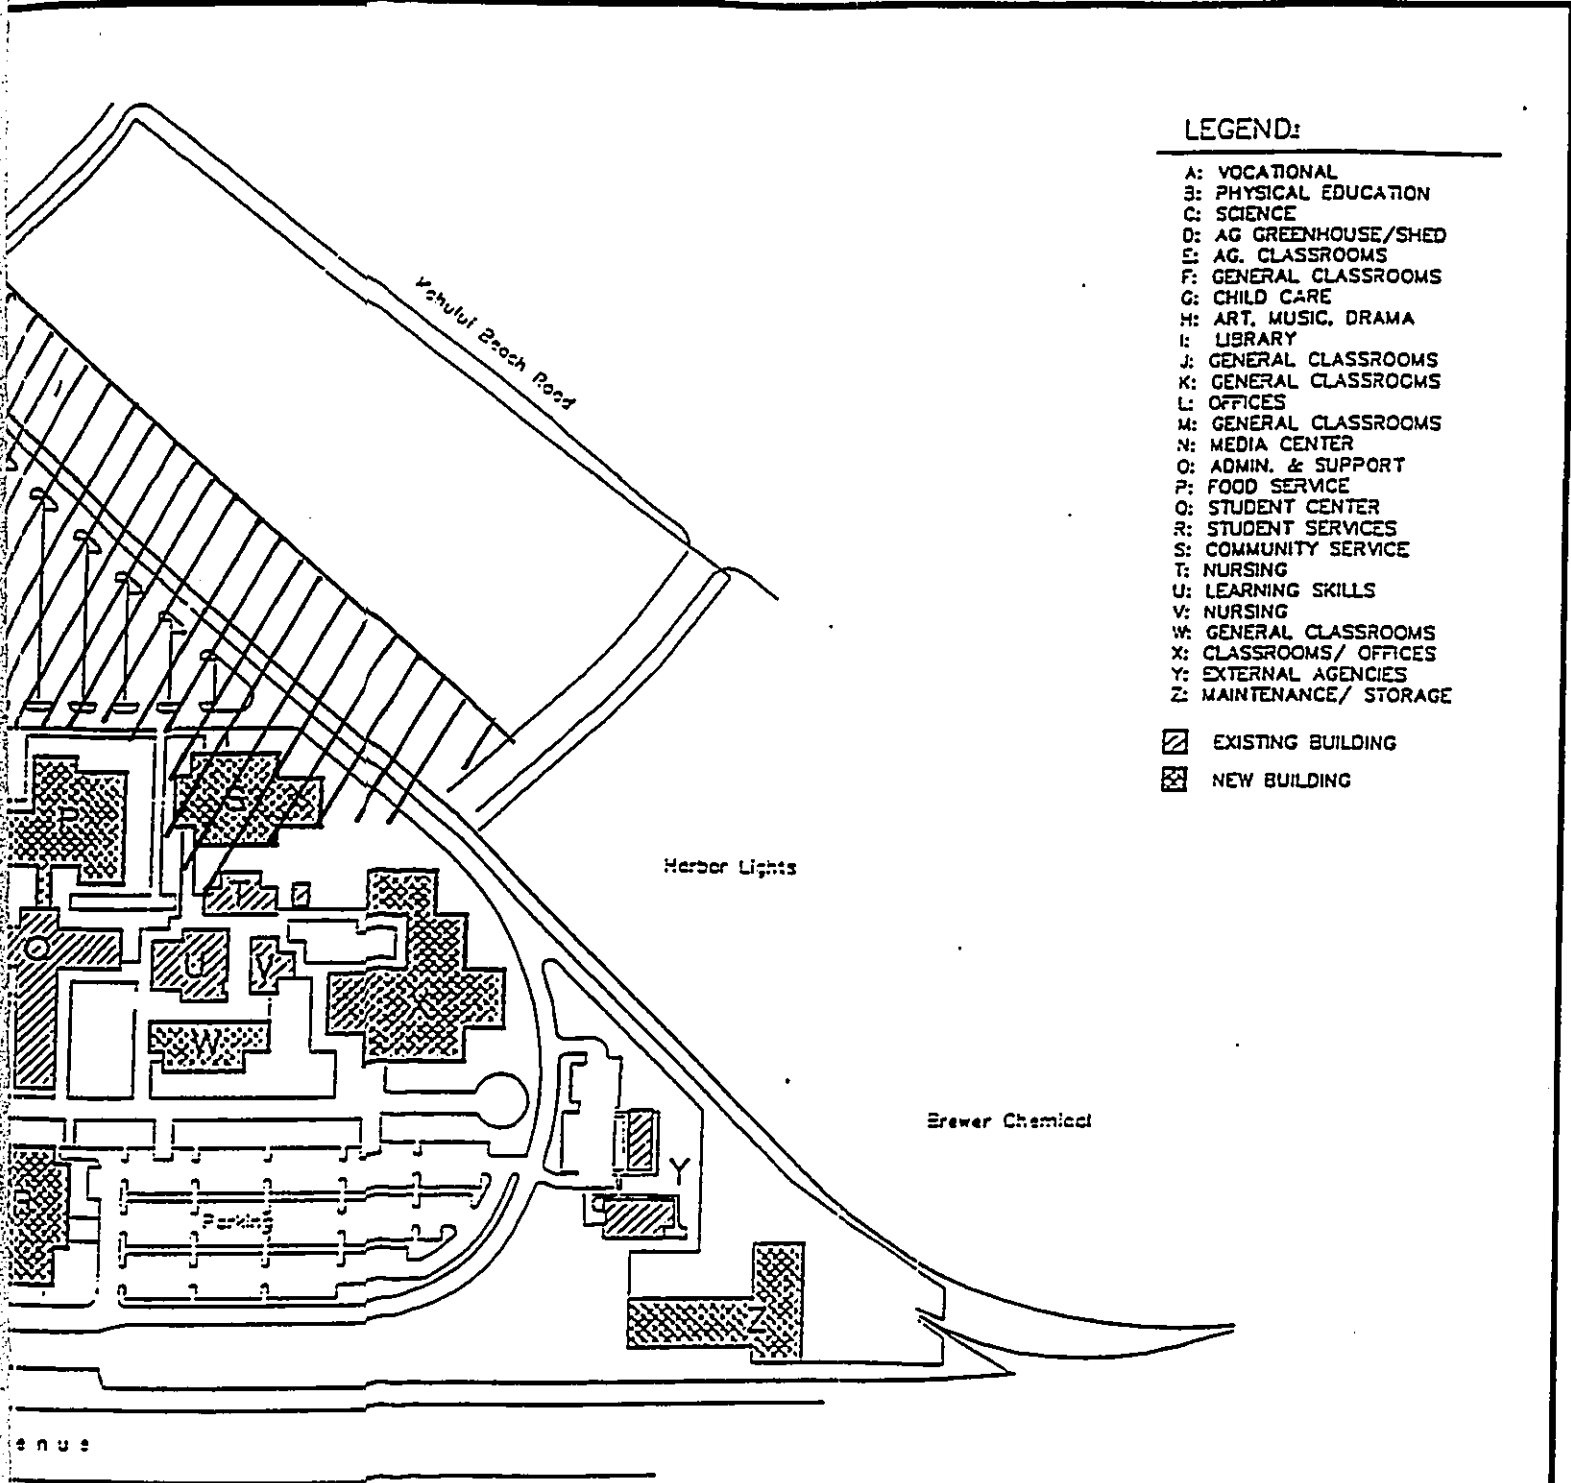 LEGEND:
A: VOCATIONAL
B: PHYSICAL EDUCATION
C: SCIENCE
D: AG GREENHOUSE/SHED
E: AG. CLASSROOMS
F: GENERAL CLASSROOMS
G: CHILD CARE
H: ART, MUSIC, DRAMA
I: LIBRARY
J: GENERAL CLASSROOMS
K: GENERAL CLASSROOMS
L: OFFICES
M: GENERAL CLASSROOMS
N: MEDIA CENTER
O: ADMIN. & SUPPORT
P: FOOD SERVICE
Q: STUDENT CENTER
R: STUDENT SERVICES
S: COMMUNITY SERVICE
T: NURSING
U: LEARNING SKILLS
V: NURSING
W: GENERAL CLASSROOMS
X: CLASSROOMS/ OFFICES
Y: EXTERNAL AGENCIES
Z: MAINTENANCE/ STORAGE
EXISTING BUILDING
NEW BUILDING
Kahului Beach Road
P
S
Harbor Lights
T
U
V
X
W
Brewer Chemical
Y
R
Parking
Z
enue